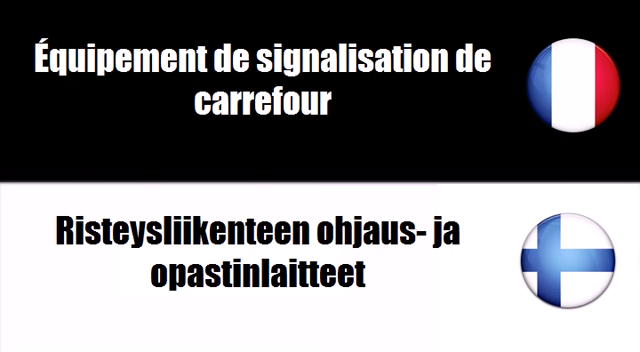 Équipement de signalisation de
carrefour
Risteysliikenteen ohjaus- ja
opastinlaitteet